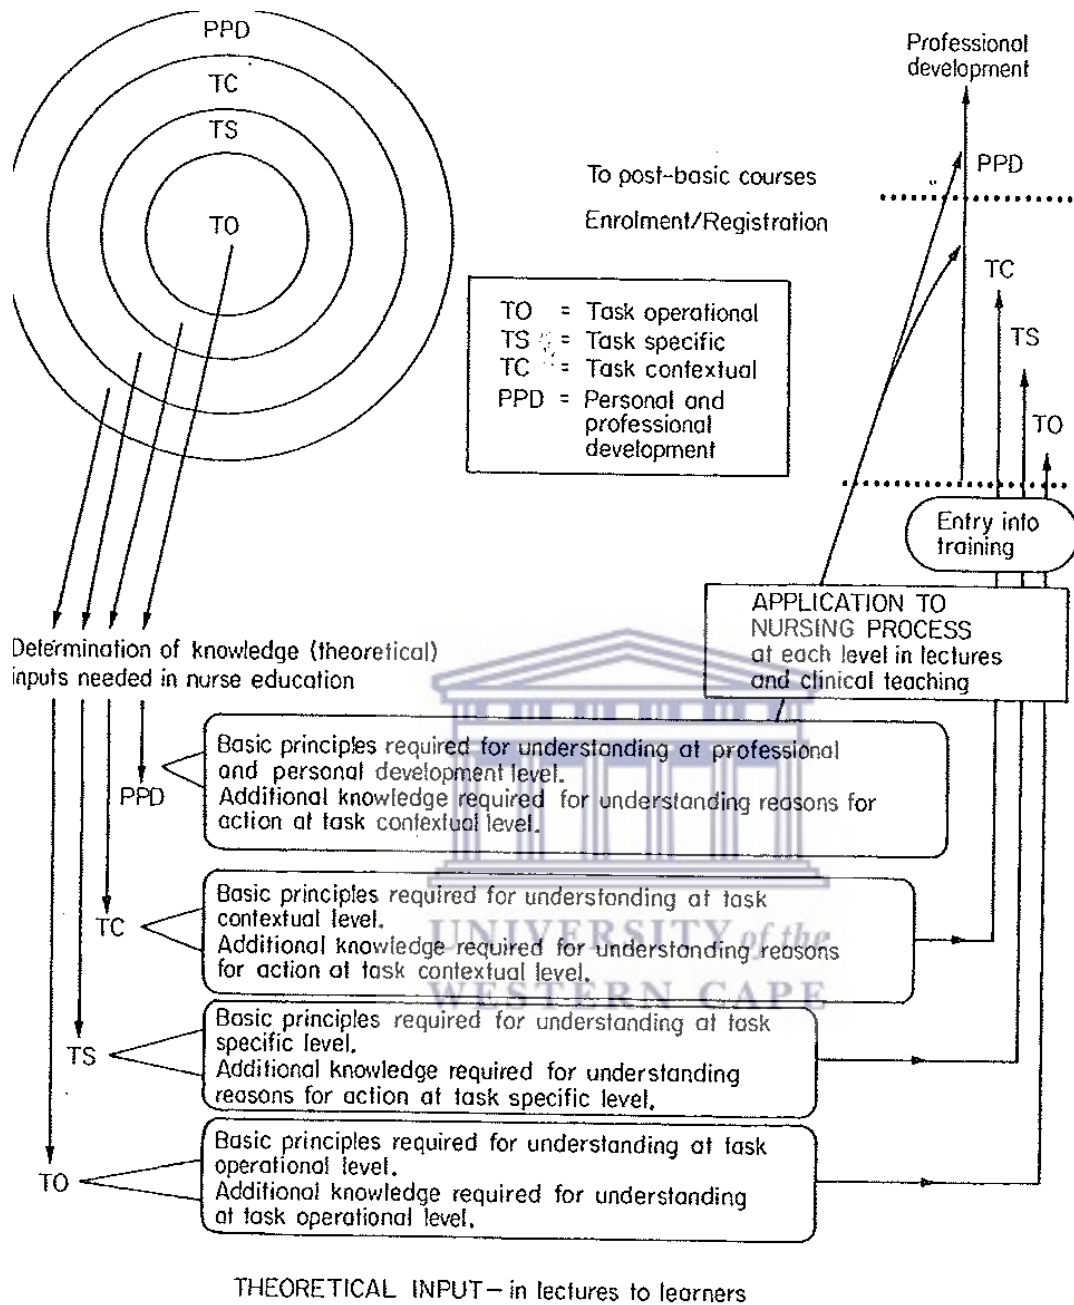 PPD
TC
TS
TO
Professional
development
PPD
To post-basic courses
Enrolment/Registration
TC
TS
TO
TO = Task operational
TS = Task specific
TC = Task contextual
PPD = Personal and
professional
development
Entry into
training
APPLICATION TO
NURSING PROCESS
at each level in lectures
and clinical teaching
Determination of knowledge (theoretical)
inputs needed in nurse education
PPD
Basic principles required for understanding at professional
and personal development level.
Additional knowledge required for understanding reasons for
action at task contextual level.
TC
Basic principles required for understanding at task
contextual level.
Additional knowledge required for understanding reasons
for action at task contextual level.
UNIVERSITY of the
WESTERN CAPE
TS
Basic principles required for understanding at task
specific level.
Additional knowledge required for understanding
reasons for action at task specific level.
TO
Basic principles required for understanding at task
operational level.
Additional knowledge required for understanding
at task operational level.
THEORETICAL INPUT – in lectures to learners